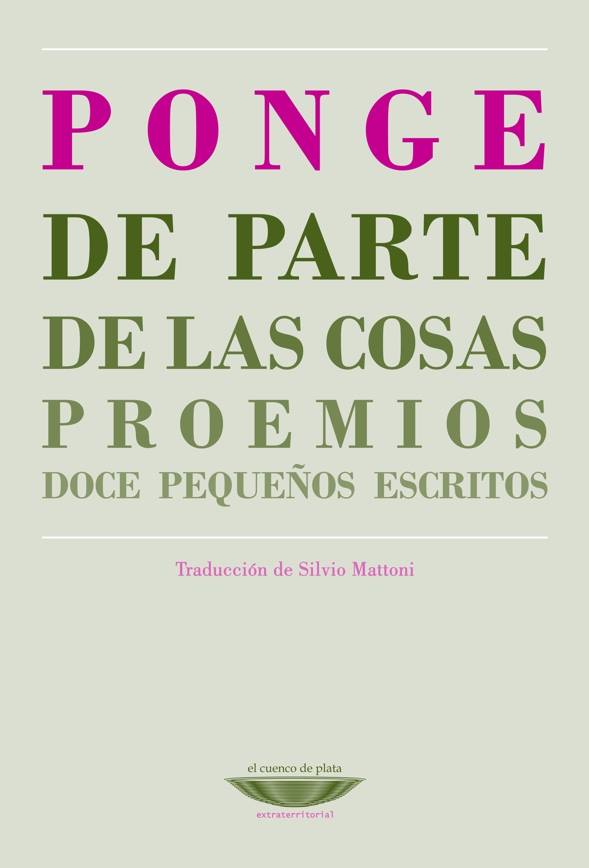 PONGE
DE PARTE
DE LAS COSAS
PROEMIOS
DOCE PEQUEÑOS ESCRITOS
Traducción de Silvio Mattoni
el cuenco de plata
extraterritorial